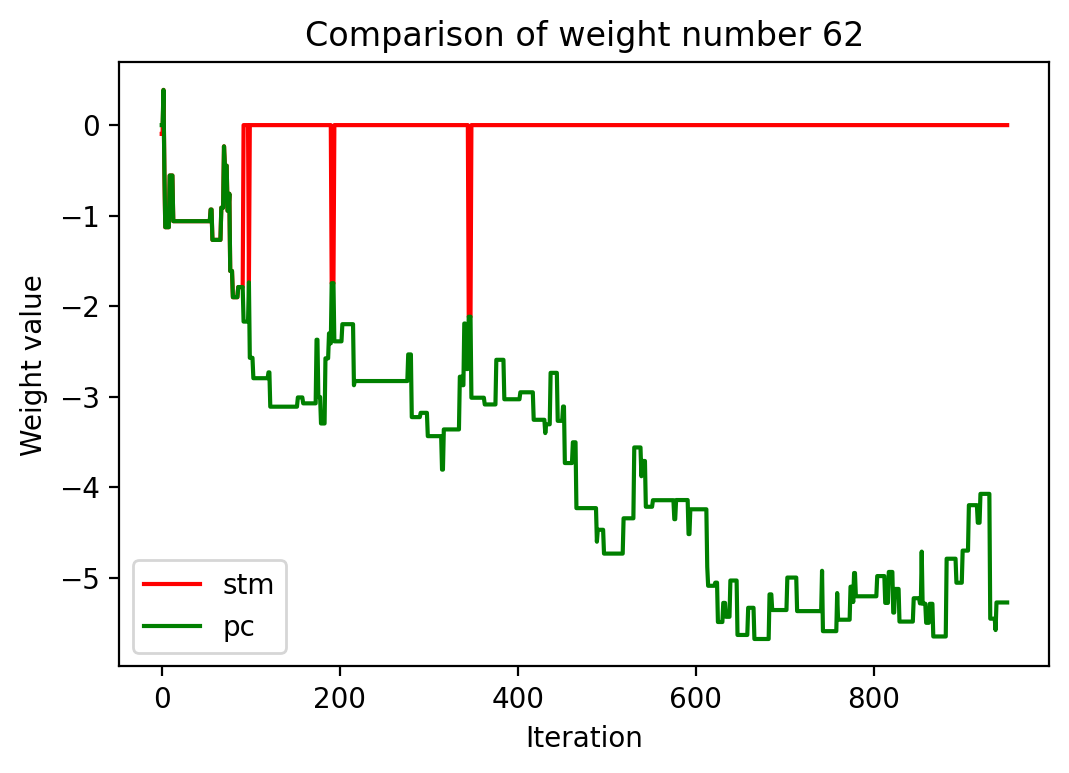 Comparison of weight number 62
Weight value
0
−1
−2
−3
−4
−5
stm
pc
0 200 400 600 800
Iteration